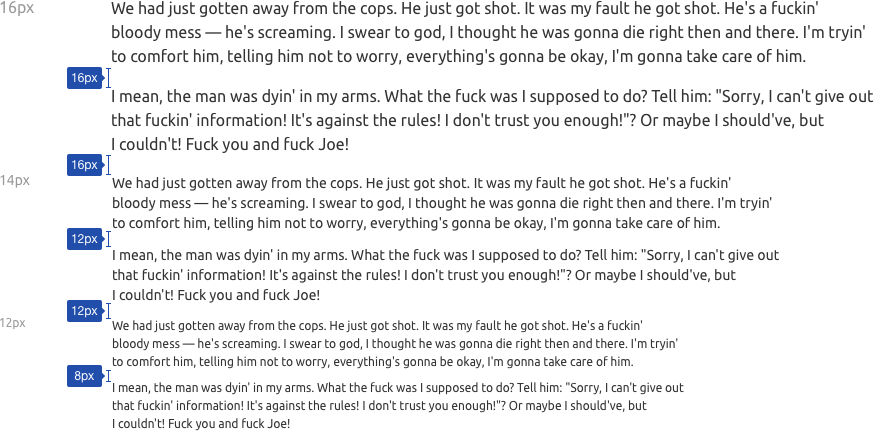 16px
We had just gotten away from the cops. He just got shot. It was my fault he got shot. He's a fuckin'
bloody mess — he's screaming. I swear to god, I thought he was gonna die right then and there. I'm tryin'
to comfort him, telling him not to worry, everything's gonna be okay, I'm gonna take care of him.
16px
I mean, the man was dyin' in my arms. What the fuck was I supposed to do? Tell him: "Sorry, I can't give out
that fuckin' information! It's against the rules! I don't trust you enough!"? Or maybe I should've, but
I couldn't! Fuck you and fuck Joe!
16px
14px
We had just gotten away from the cops. He just got shot. It was my fault he got shot. He's a fuckin'
bloody mess — he's screaming. I swear to god, I thought he was gonna die right then and there. I'm tryin'
to comfort him, telling him not to worry, everything's gonna be okay, I'm gonna take care of him.
12px
I mean, the man was dyin' in my arms. What the fuck was I supposed to do? Tell him: "Sorry, I can't give out
that fuckin' information! It's against the rules! I don't trust you enough!"? Or maybe I should've, but
I couldn't! Fuck you and fuck Joe!
12px
12px
We had just gotten away from the cops. He just got shot. It was my fault he got shot. He's a fuckin'
bloody mess — he's screaming. I swear to god, I thought he was gonna die right then and there. I'm tryin'
to comfort him, telling him not to worry, everything's gonna be okay, I'm gonna take care of him.
8px
I mean, the man was dyin' in my arms. What the fuck was I supposed to do? Tell him: "Sorry, I can't give out
that fuckin' information! It's against the rules! I don't trust you enough!"? Or maybe I should've, but
I couldn't! Fuck you and fuck Joe!